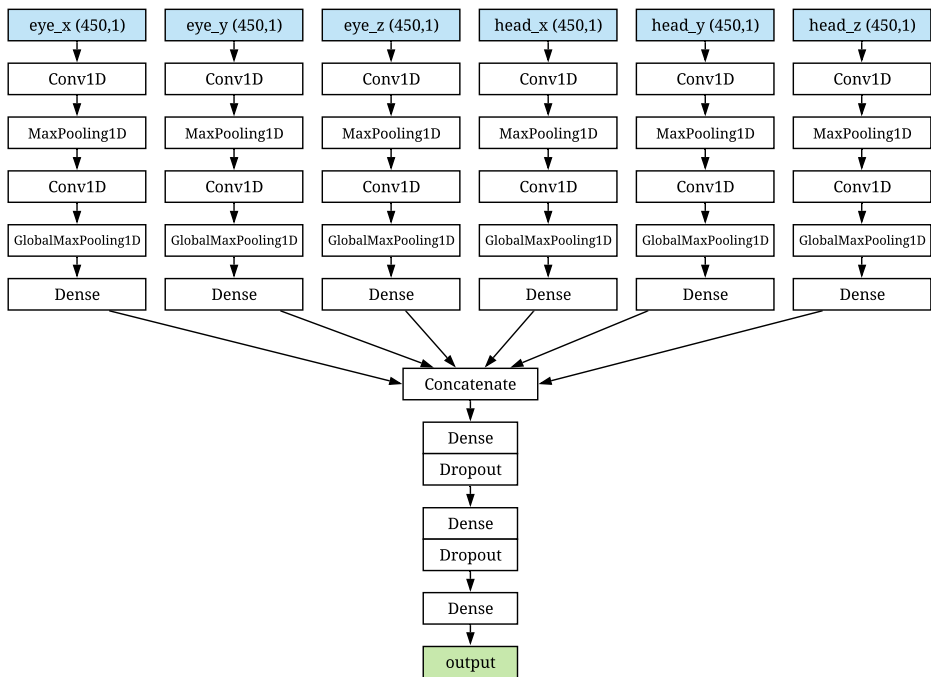 eye_x (450,1) eye_y (450,1) eye_z (450,1) head_x (450,1) head_y (450,1) head_z (450,1)
Conv1D Conv1D Conv1D Conv1D Conv1D Conv1D
MaxPooling1D MaxPooling1D MaxPooling1D MaxPooling1D MaxPooling1D MaxPooling1D
Conv1D Conv1D Conv1D Conv1D Conv1D Conv1D
GlobalMaxPooling1D GlobalMaxPooling1D GlobalMaxPooling1D GlobalMaxPooling1D GlobalMaxPooling1D GlobalMaxPooling1D
Dense Dense Dense Dense Dense Dense
Concatenate
Dense
Dropout
Dense
Dropout
Dense
output